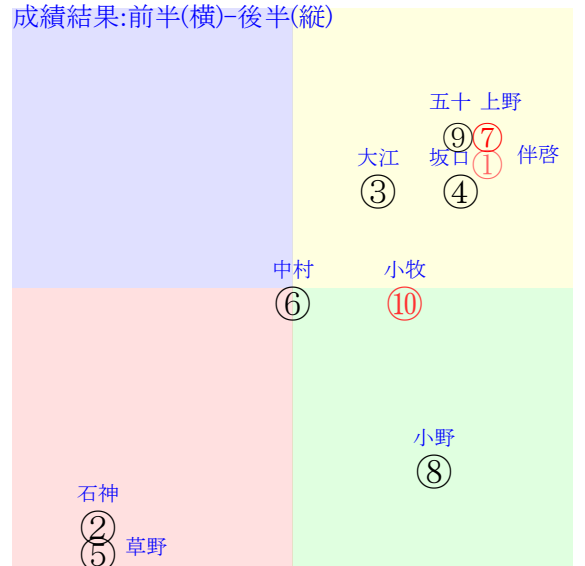 成績結果:前半(横)-後半(縦)
五十 上野
⑨ ⑦
大江 坂口 ① 伴啓
③ ④
中村 小牧
⑥ ⑩
小野
⑧
石神
②
⑤ 草野